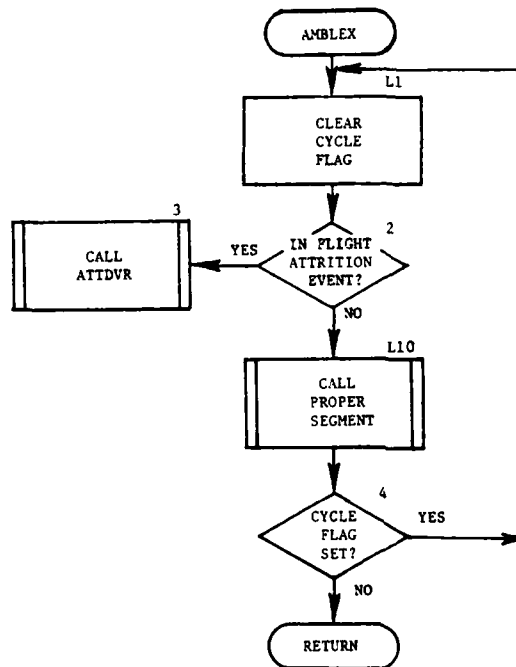 AMBLEX
L1
CLEAR
CYCLE
FLAG
3
2
CALL
ATTDVR
YES
IN FLIGHT
ATTRITION
EVENT?
NO
L10
CALL
PROPER
SEGMENT
4
CYCLE
FLAG
SET?
YES
NO
RETURN